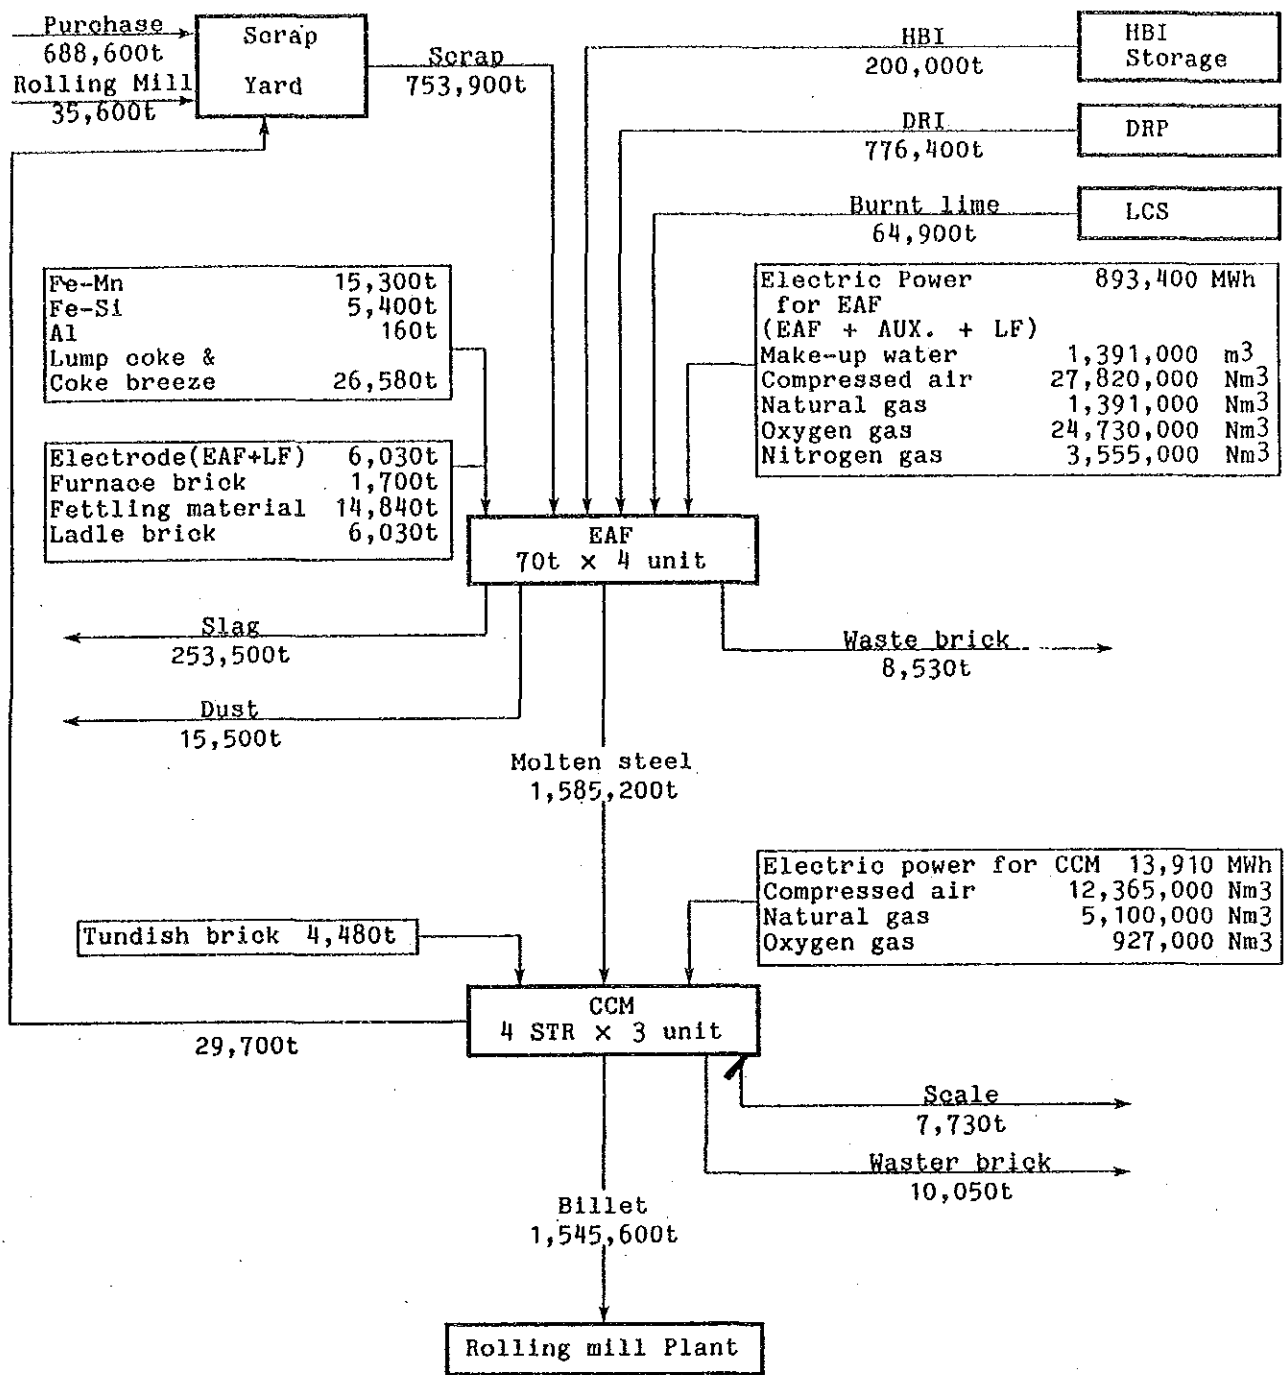 Purchase
688,600t
Rolling Mill
35,600t
Scrap
Yard
Scrap
753,900t
HBI
200,000t
HBI
Storage
DRI
776,400t
DRP
Burnt lime
64,900t
LCS
Fe-Mn 15,300t
Fe-Si 5,400t
Al 160t
Lump coke &
Coke breeze 26,580t
Electric Power 893,400 MWh
for EAF
(EAF + AUX. + LF)
Make-up water 1,391,000 m3
Compressed air 27,820,000 Nm3
Natural gas 1,391,000 Nm3
Oxygen gas 24,730,000 Nm3
Nitrogen gas 3,555,000 Nm3
Electrode(EAF+LF) 6,030t
Furnace brick 1,700t
Fettling material 14,840t
Ladle brick 6,030t
EAF
70t × 4 unit
Slag
253,500t
Waste brick
8,530t
Dust
15,500t
Molten steel
1,585,200t
Electric power for CCM 13,910 MWh
Compressed air 12,365,000 Nm3
Natural gas 5,100,000 Nm3
Oxygen gas 927,000 Nm3
Tundish brick 4,480t
CCM
4 STR × 3 unit
29,700t
Scale
7,730t
Waster brick
10,050t
Billet
1,545,600t
Rolling mill Plant